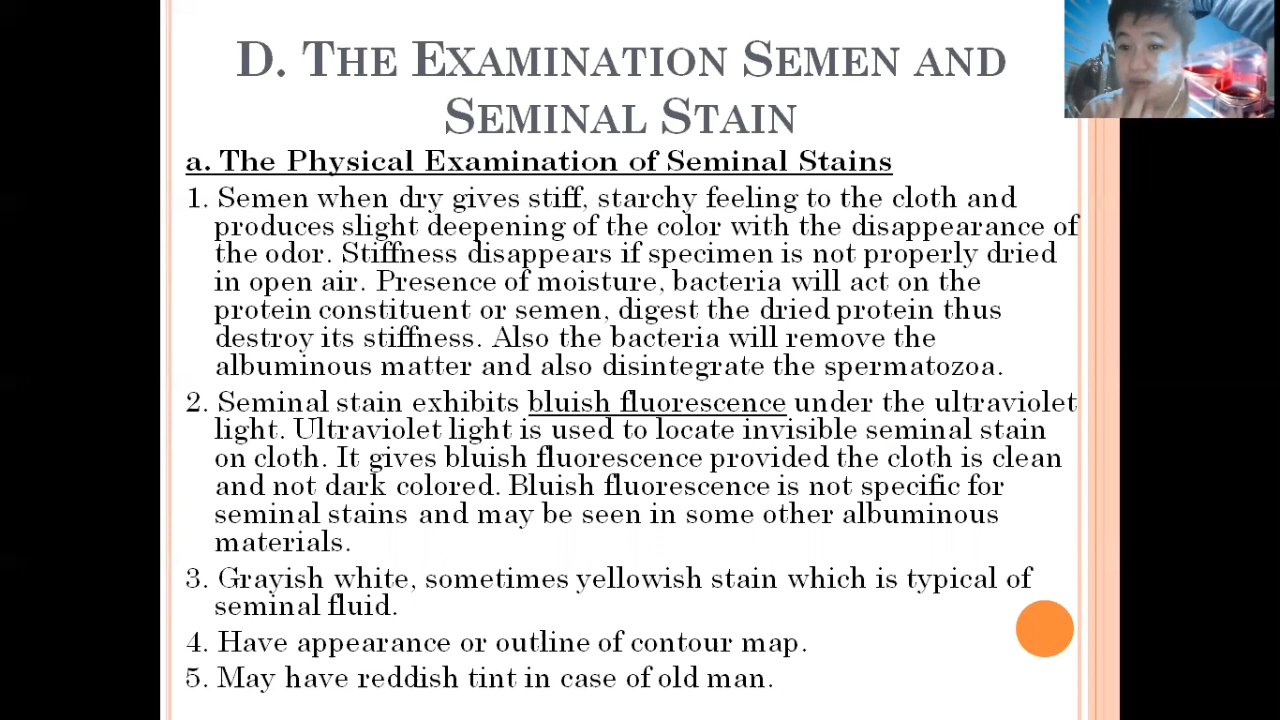 D. THE EXAMINATION SEMEN AND
SEMINAL STAIN
a. The Physical Examination of Seminal Stains
1. Semen when dry gives stiff, starchy feeling to the cloth and
produces slight deepening of the color with the disappearance of
the odor. Stiffness disappears if specimen is not properly dried
in open air. Presence of moisture, bacteria will act on the
protein constituent or semen, digest the dried protein thus
destroy its stiffness. Also the bacteria will remove the
albuminous matter and also disintegrate the spermatozoa.
2. Seminal stain exhibits bluish fluorescence under the ultraviolet
light. Ultraviolet light is used to locate invisible seminal stain
on cloth. It gives bluish fluorescence provided the cloth is clean
and not dark colored. Bluish fluorescence is not specific for
seminal stains and may be seen in some other albuminous
materials.
3. Grayish white, sometimes yellowish stain which is typical of
seminal fluid.
4. Have appearance or outline of contour map.
5. May have reddish tint in case of old man.